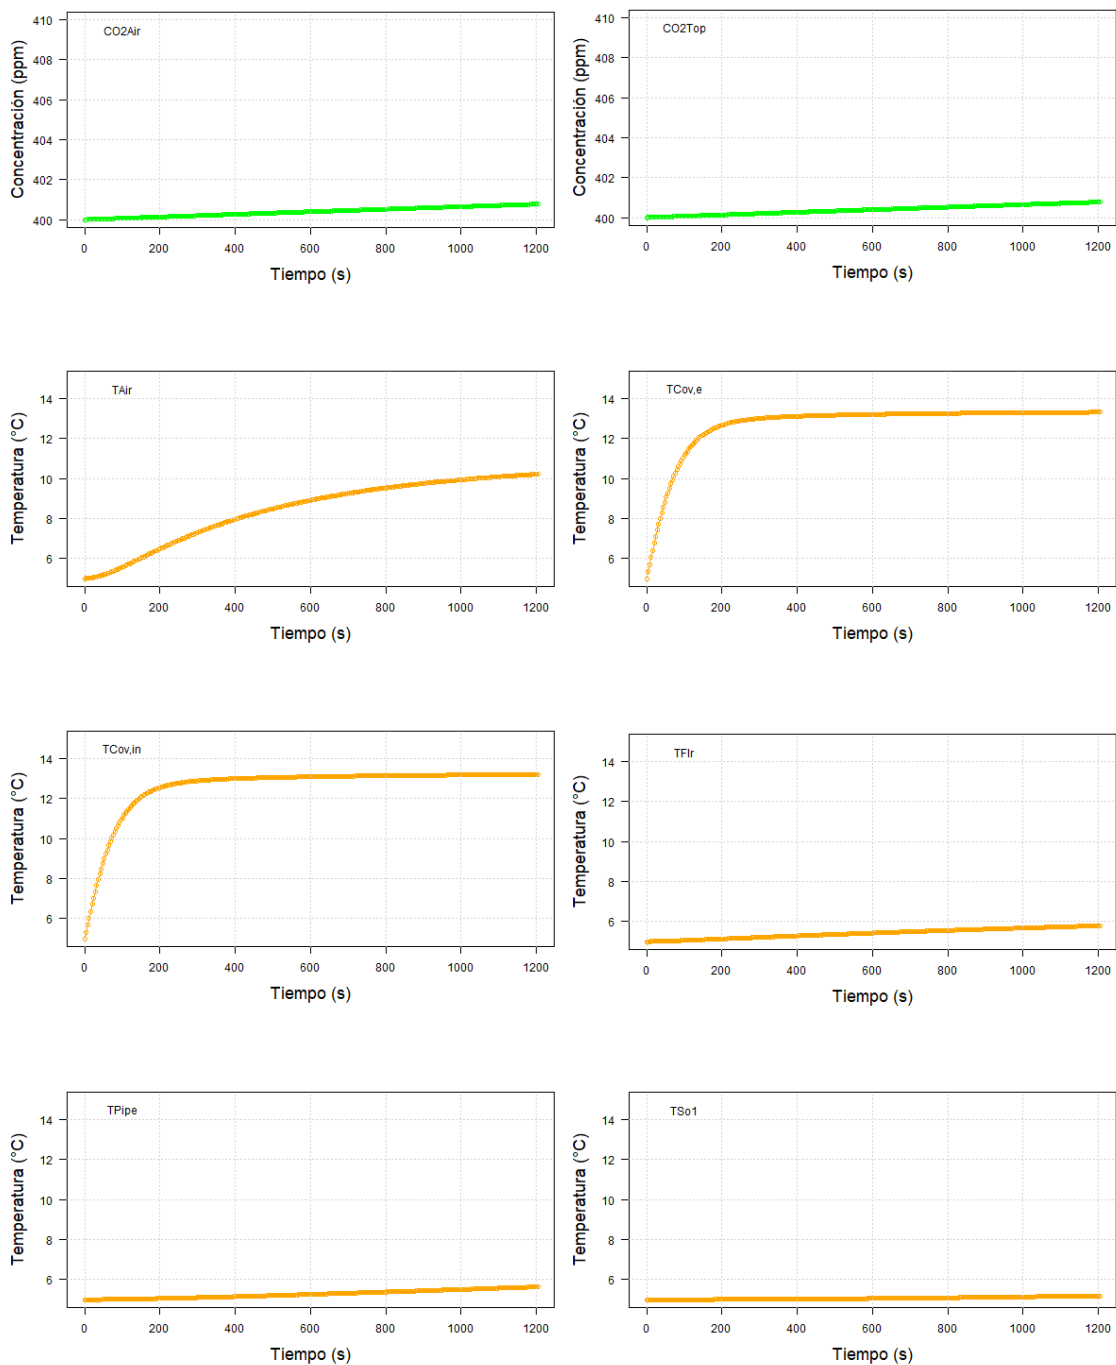 CO2Air
Concentración (ppm)
410
408
406
404
402
400
0 200 400 600 800 1000 1200
Tiempo (s)
CO2Top
Concentración (ppm)
410
408
406
404
402
400
0 200 400 600 800 1000 1200
Tiempo (s)
TAir
Temperatura (°C)
14
12
10
8
6
0 200 400 600 800 1000 1200
Tiempo (s)
TCov,e
Temperatura (°C)
14
12
10
8
6
0 200 400 600 800 1000 1200
Tiempo (s)
TCov,in
Temperatura (°C)
14
12
10
8
6
0 200 400 600 800 1000 1200
Tiempo (s)
TFlr
Temperatura (°C)
14
12
10
8
6
0 200 400 600 800 1000 1200
Tiempo (s)
TPipe
Temperatura (°C)
14
12
10
8
6
0 200 400 600 800 1000 1200
Tiempo (s)
TSo1
Temperatura (°C)
14
12
10
8
6
0 200 400 600 800 1000 1200
Tiempo (s)